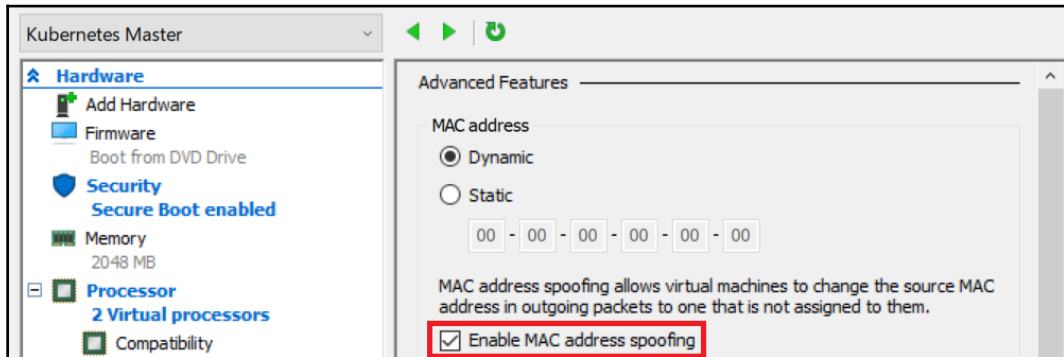 Kubernetes Master
Hardware
Add Hardware
Firmware
Boot from DVD Drive
Security
Secure Boot enabled
Memory
2048 MB
Processor
2 Virtual processors
Compatibility
Advanced Features
MAC address
Dynamic
Static
00 - 00 - 00 - 00 - 00 - 00
MAC address spoofing allows virtual machines to change the source MAC
address in outgoing packets to one that is not assigned to them.
Enable MAC address spoofing